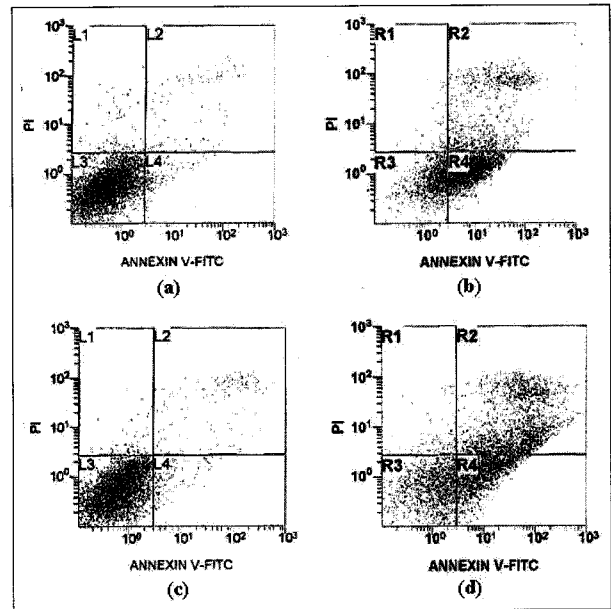 L1 L2
10³
10²
10¹
10⁰
PI
L3 L4
10⁰ 10¹ 10² 10³
ANNEXIN V-FITC
(a)
R1 R2
10³
10²
10¹
10⁰
PI
R3 R4
10⁰ 10¹ 10² 10³
ANNEXIN V-FITC
(b)
L1 L2
10³
10²
10¹
10⁰
PI
L3 L4
10⁰ 10¹ 10² 10³
ANNEXIN V-FITC
(c)
R1 R2
10³
10²
10¹
10⁰
PI
R3 R4
10⁰ 10¹ 10² 10³
ANNEXIN V-FITC
(d)